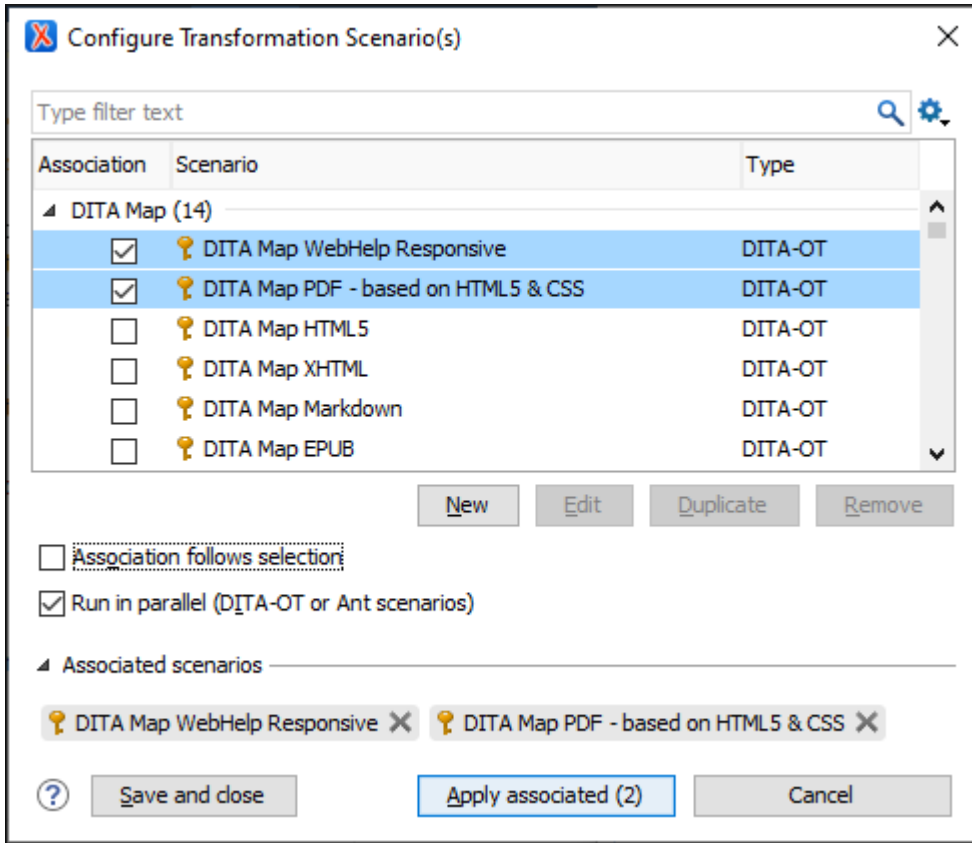 Configure Transformation Scenario(s)
Type filter text
Association Scenario Type
DITA Map (14)
DITA Map WebHelp Responsive DITA-OT
DITA Map PDF - based on HTML5 & CSS DITA-OT
DITA Map HTML5 DITA-OT
DITA Map XHTML DITA-OT
DITA Map Markdown DITA-OT
DITA Map EPUB DITA-OT
New Edit Duplicate Remove
Association follows selection
Run in parallel (DITA-OT or Ant scenarios)
Associated scenarios
DITA Map WebHelp Responsive DITA Map PDF - based on HTML5 & CSS
? Save and close Apply associated (2) Cancel